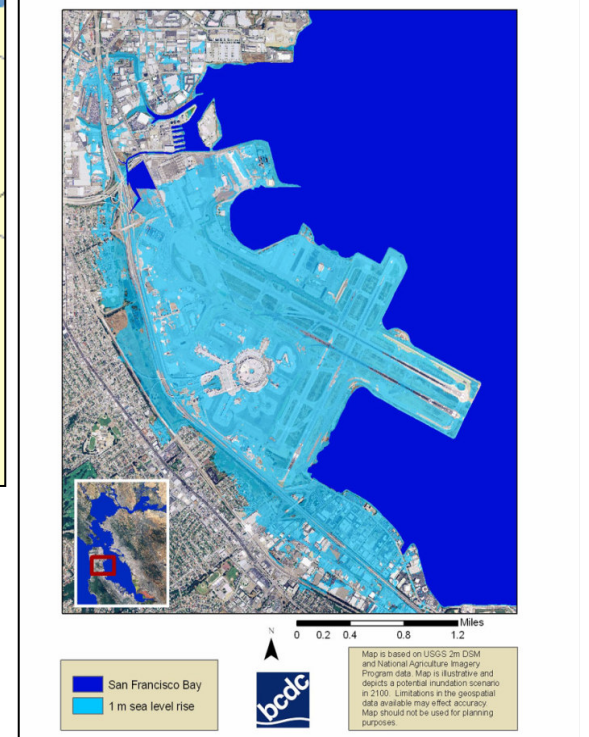 N
Miles
0 0.2 0.4 0.8 1.2
San Francisco Bay
1 m sea level rise
bcdc
Map is based on USGS 2m DSM
and National Agriculture Imagery
Program data. Map is illustrative and
depicts a potential inundation scenario
in 2100. Limitations in the geospatial
data available may effect accuracy.
Map should not be used for planning
purposes.